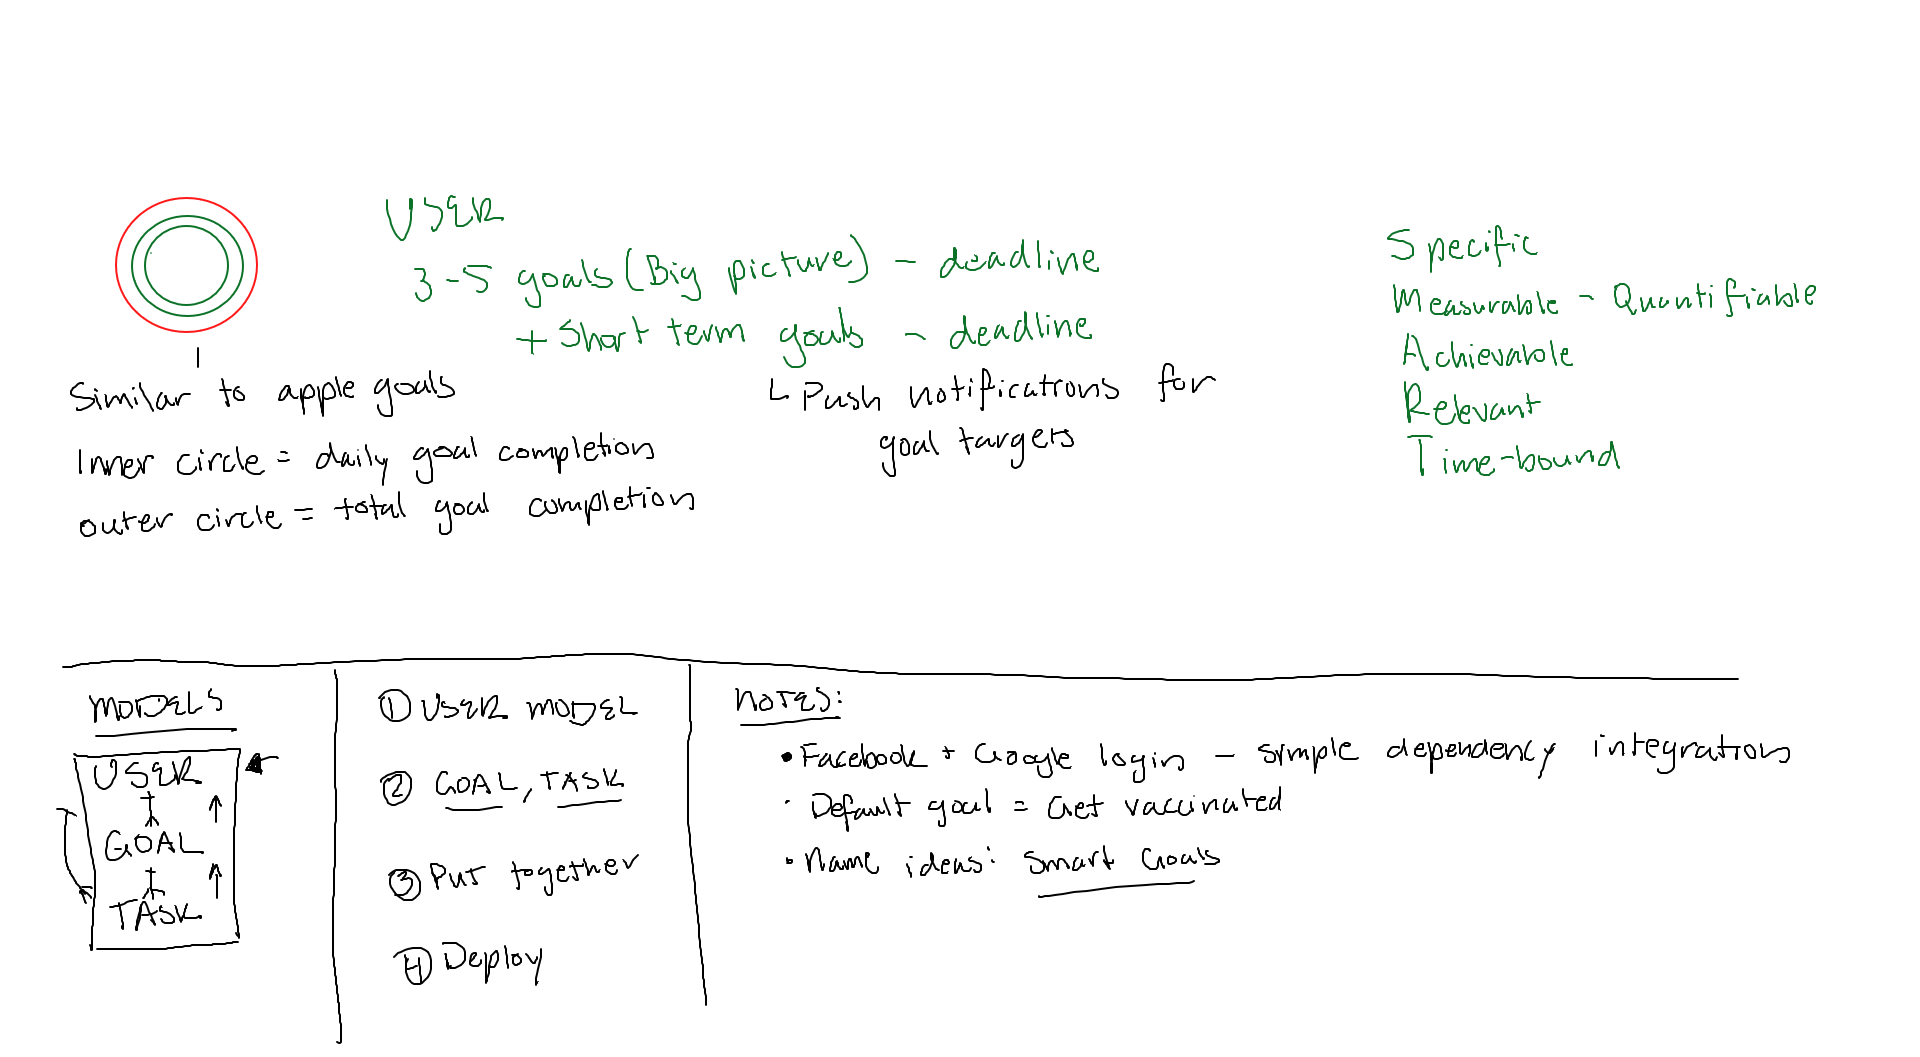 USER
3-5 goals (Big picture) - deadline
+ Short term goals - deadline
↳ Push notifications for
goal targets
Similar to apple goals
Inner circle = daily goal completion
outer circle = total goal completion
Specific
Measurable - Quantifiable
Achievable
Relevant
Time-bound
MODELS
USER
GOAL
TASK
① USER MODEL
② GOAL, TASK
③ Put together
④ Deploy
NOTES:
• Facebook + Google login - simple dependency integration
• Default goal = Get vaccinated
• Name ideas: Smart Goals